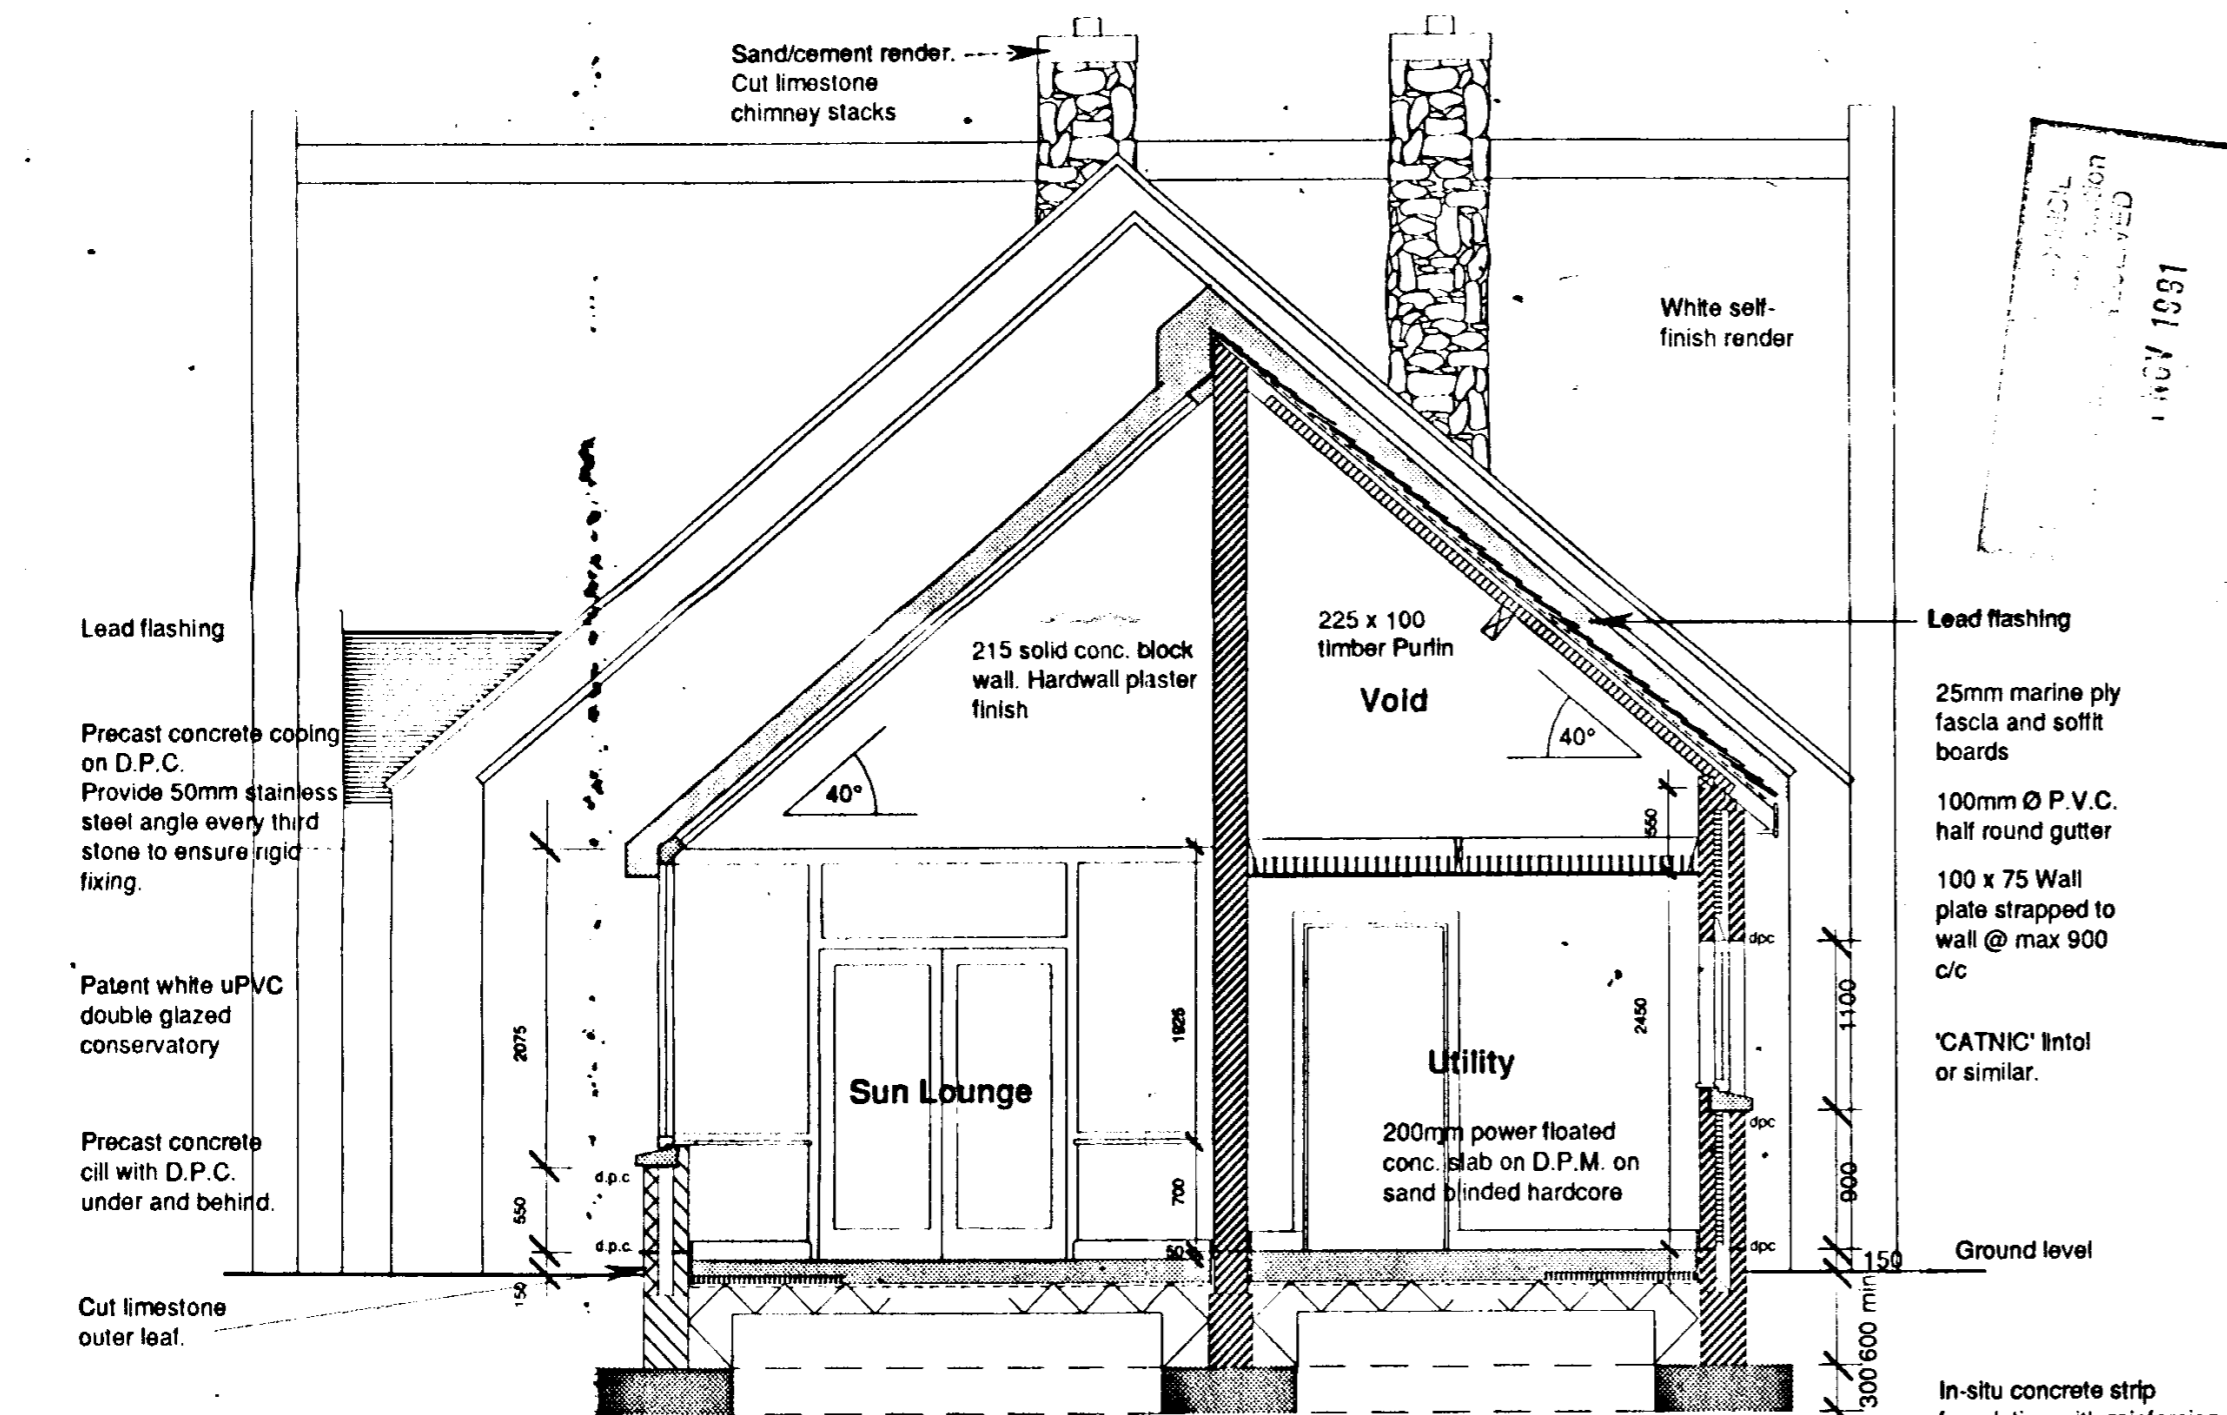 Sand/cement render.
Cut limestone
chimney stacks
White self-
finish render
NOV 1991
Lead flashing
Precast concrete coping
on D.P.C.
Provide 50mm stainless
steel angle every third
stone to ensure rigid
fixing.
Patent white uPVC
double glazed
conservatory
Precast concrete
cill with D.P.C.
under and behind.
Cut limestone
outer leaf.
2075
550
150
d.p.c
d.p.c.
215 solid conc. block
wall. Hardwall plaster
finish
40°
Sun Lounge
1925
700
50
225 x 100
timber Purlin
Void
40°
550
2450
Utility
200mm power floated
conc. slab on D.P.M. on
sand blinded hardcore
dpc
dpc
dpc
1100
900
150
600 min
300
Lead flashing
25mm marine ply
fascia and soffit
boards
100mm Ø P.V.C.
half round gutter
100 x 75 Wall
plate strapped to
wall @ max 900
c/c
'CATNIC' lintol
or similar.
Ground level
In-situ concrete strip